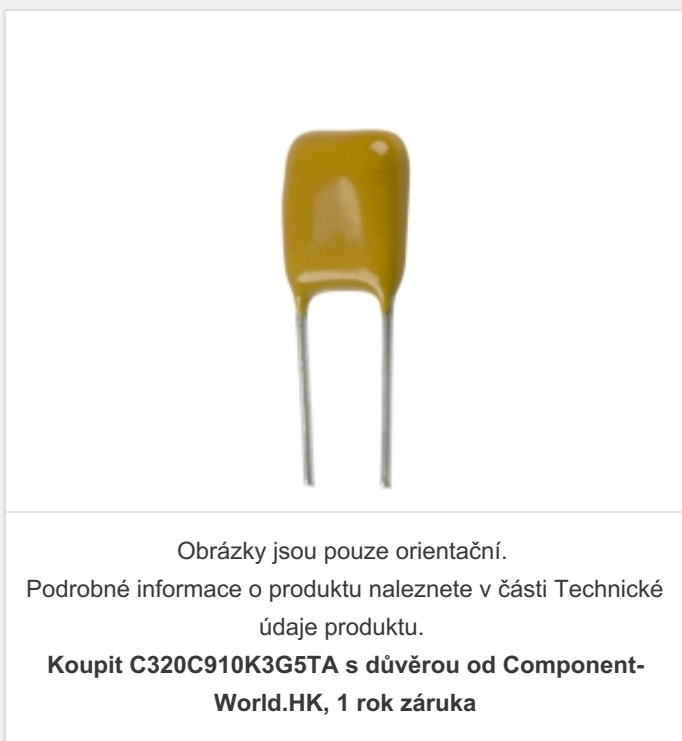 Obrázky jsou pouze orientační.
Podrobné informace o produktu naleznete v části Technické
údaje produktu.
Koupit C320C910K3G5TA s důvěrou od Component-
World.HK, 1 rok záruka